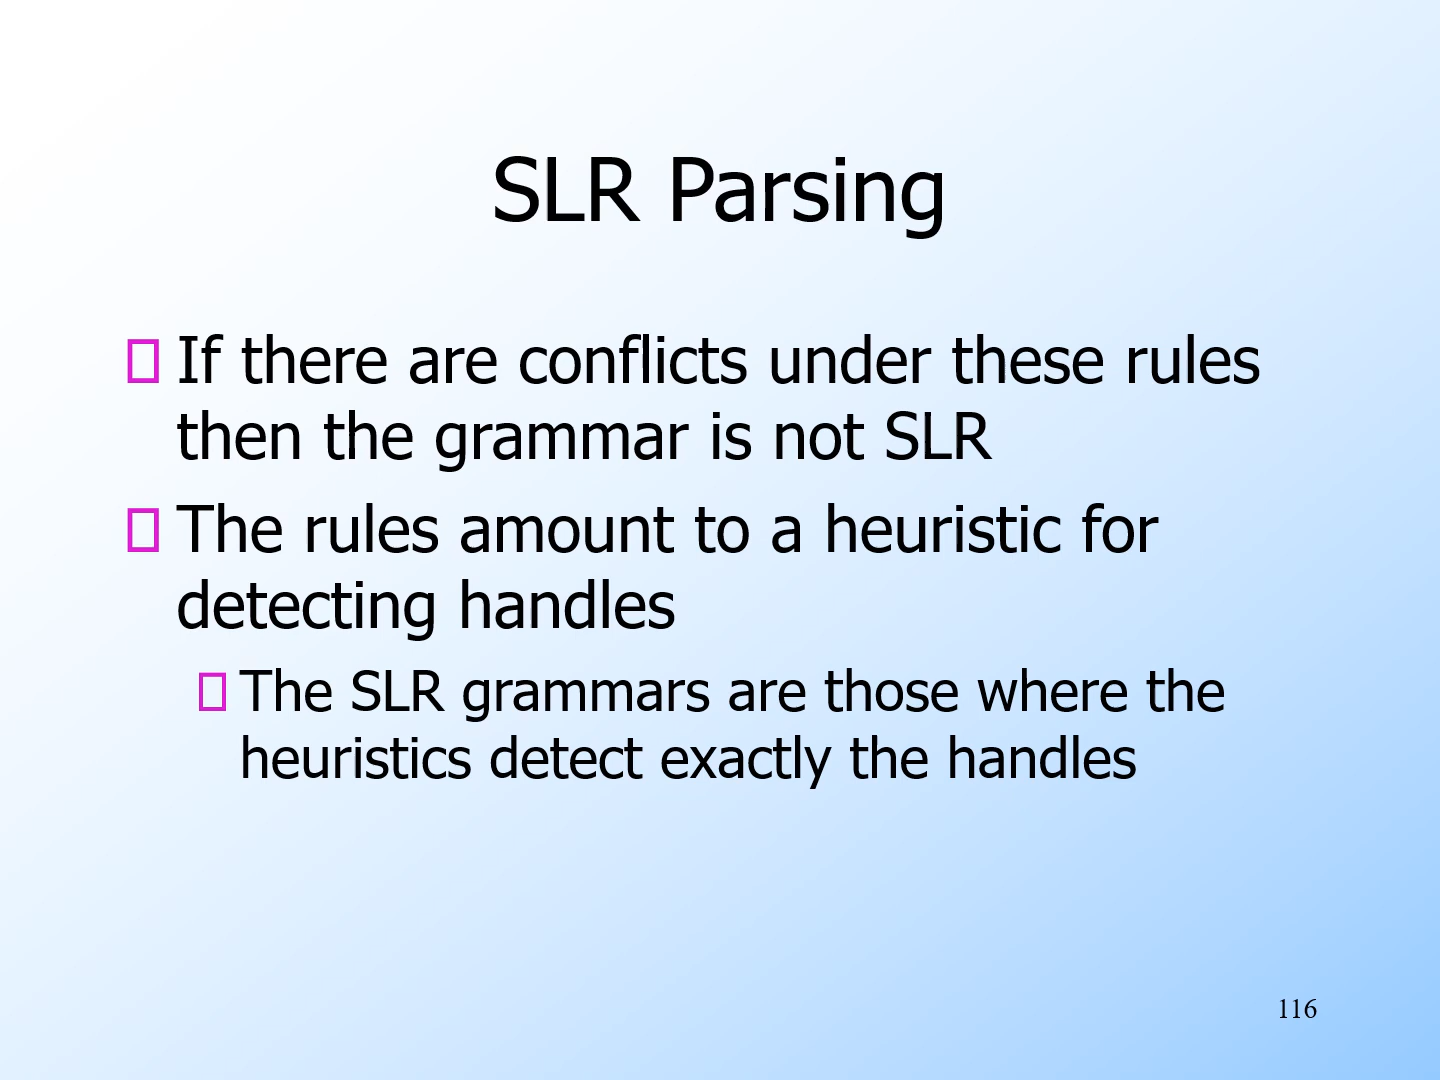 SLR Parsing
If there are conflicts under these rules
then the grammar is not SLR
The rules amount to a heuristic for
detecting handles
The SLR grammars are those where the
heuristics detect exactly the handles
116